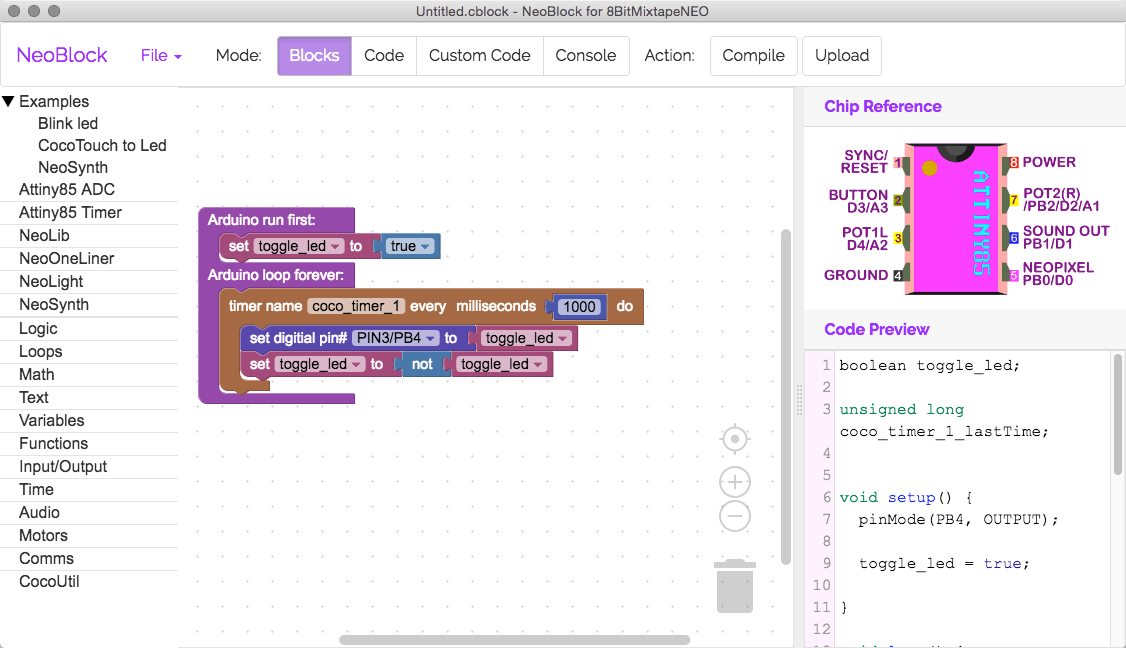 Untitled.cblock - NeoBlock for 8BitMixtapeNEO
NeoBlock File Mode: Blocks Code Custom Code Console Action: Compile Upload
Examples
Blink led
CocoTouch to Led
NeoSynth
Attiny85 ADC
Attiny85 Timer
NeoLib
NeoOneLiner
NeoLight
NeoSynth
Logic
Loops
Math
Text
Variables
Functions
Input/Output
Time
Audio
Motors
Comms
CocoUtil
Arduino run first:
set toggle_led to true
Arduino loop forever:
timer name coco_timer_1 every milliseconds 1000 do
set digitial pin# PIN3/PB4 to toggle_led
set toggle_led to not toggle_led
Chip Reference
SYNC/
RESET
1
BUTTON
D3/A3
2
POT1L
D4/A2
3
GROUND 4
ATTINY85
8 POWER
7 POT2(R)
/PB2/D2/A1
6 SOUND OUT
PB1/D1
5 NEOPIXEL
PB0/D0
Code Preview
1 boolean toggle_led;
2
3 unsigned long
coco_timer_1_lastTime;
4
5
6 void setup() {
7 pinMode(PB4, OUTPUT);
8
9 toggle_led = true;
10
11 }
12